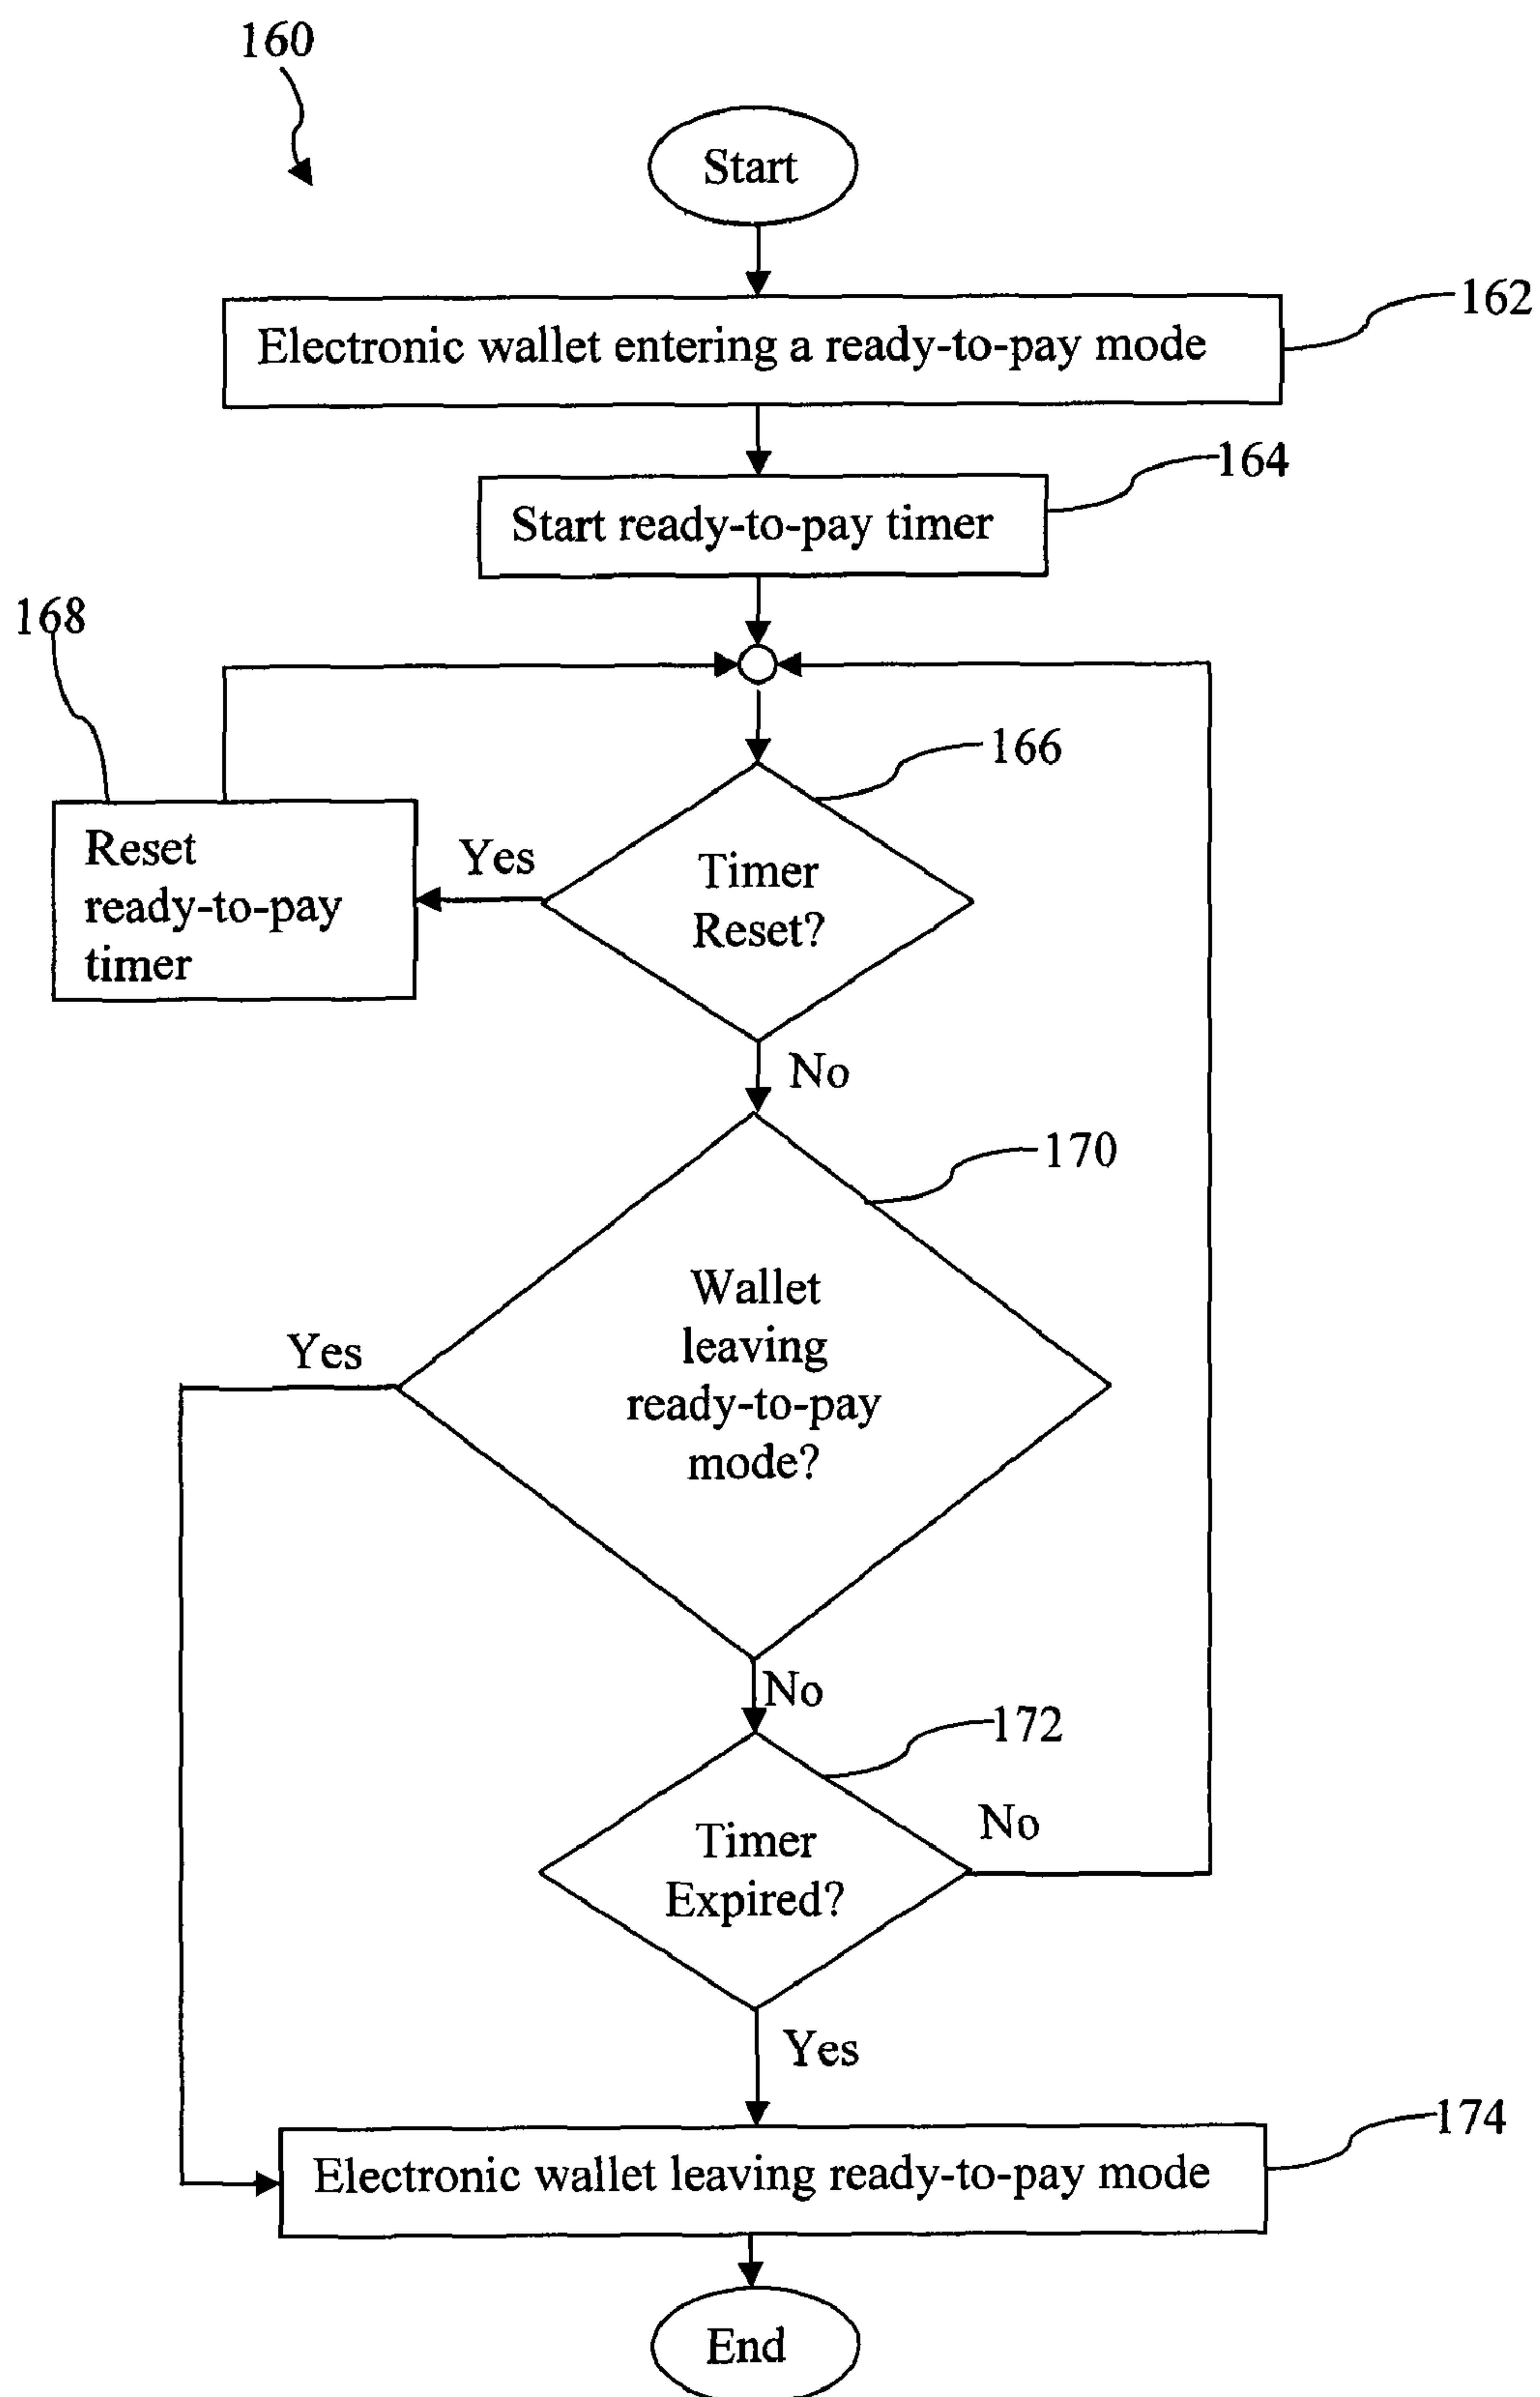 160
Start
Electronic wallet entering a ready-to-pay mode
162
Start ready-to-pay timer
164
168
166
Reset
ready-to-pay
timer
Yes
Timer
Reset?
No
170
Wallet
leaving
ready-to-pay
mode?
Yes
No
172
Timer
Expired?
No
Yes
174
Electronic wallet leaving ready-to-pay mode
End